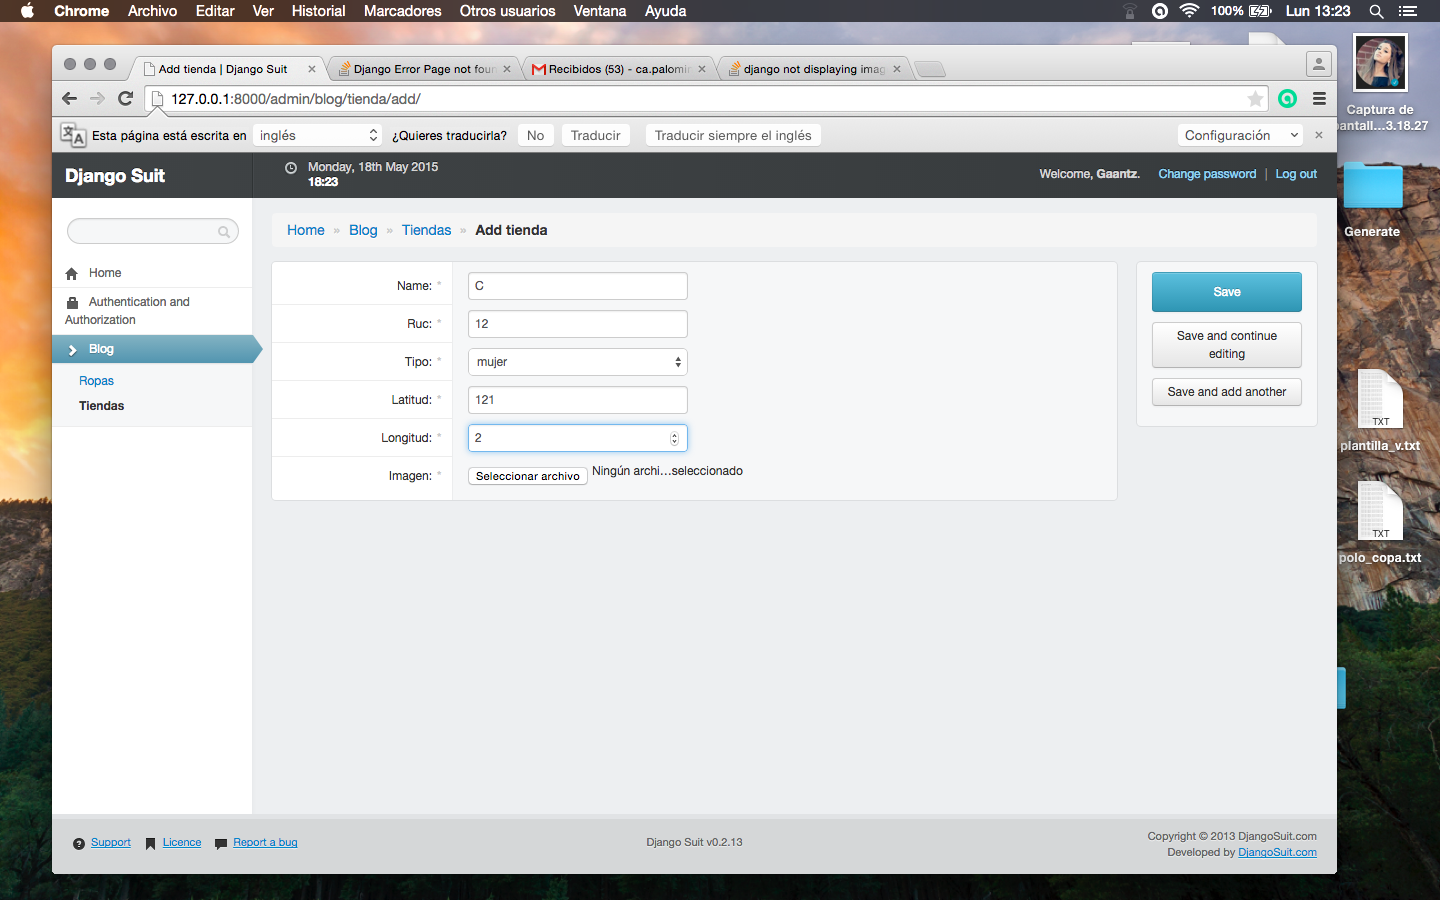 Chrome Archivo Editar Ver Historial Marcadores Otros usuarios Ventana Ayuda 100% Lun 13:23
Add tienda | Django Suit
Django Error Page not foun
Recibidos (53) - ca.palomin
django not displaying imag
127.0.0.1:8000/admin/blog/tienda/add/
Esta página está escrita en inglés ¿Quieres traducirla? No Traducir Traducir siempre el inglés Configuración
Django Suit
Monday, 18th May 2015
18:23
Welcome, Gaantz. Change password | Log out
Home
Authentication and
Authorization
Blog
Ropas
Tiendas
Home » Blog » Tiendas » Add tienda
Name: * C
Ruc: * 12
Tipo: * mujer
Latitud: * 121
Longitud: * 2
Imagen: * Seleccionar archivo Ningún archi...seleccionado
Save
Save and continue
editing
Save and add another
Support Licence Report a bug
Django Suit v0.2.13
Copyright © 2013 DjangoSuit.com
Developed by DjangoSuit.com
Captura de
pantall...3.18.27
Generate
TXT
plantilla_v.txt
TXT
polo_copa.txt